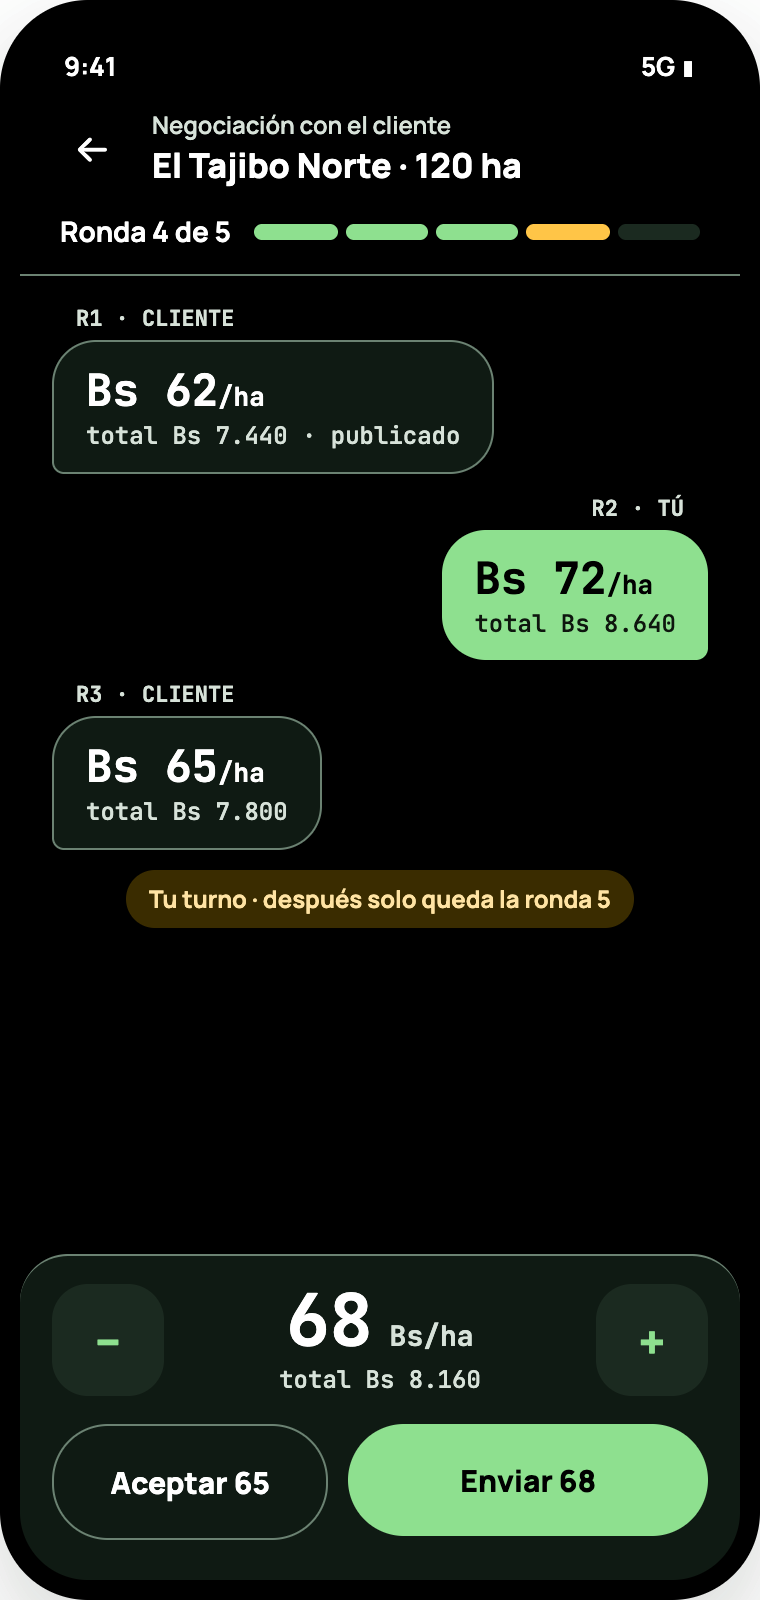 9:41
5G
Negociación con el cliente
El Tajibo Norte · 120 ha
Ronda 4 de 5
R1 · CLIENTE
Bs 62/ha
total Bs 7.440 · publicado
R2 · TÚ
Bs 72/ha
total Bs 8.640
R3 · CLIENTE
Bs 65/ha
total Bs 7.800
Tu turno · después solo queda la ronda 5
−
68 Bs/ha
+
total Bs 8.160
Aceptar 65
Enviar 68